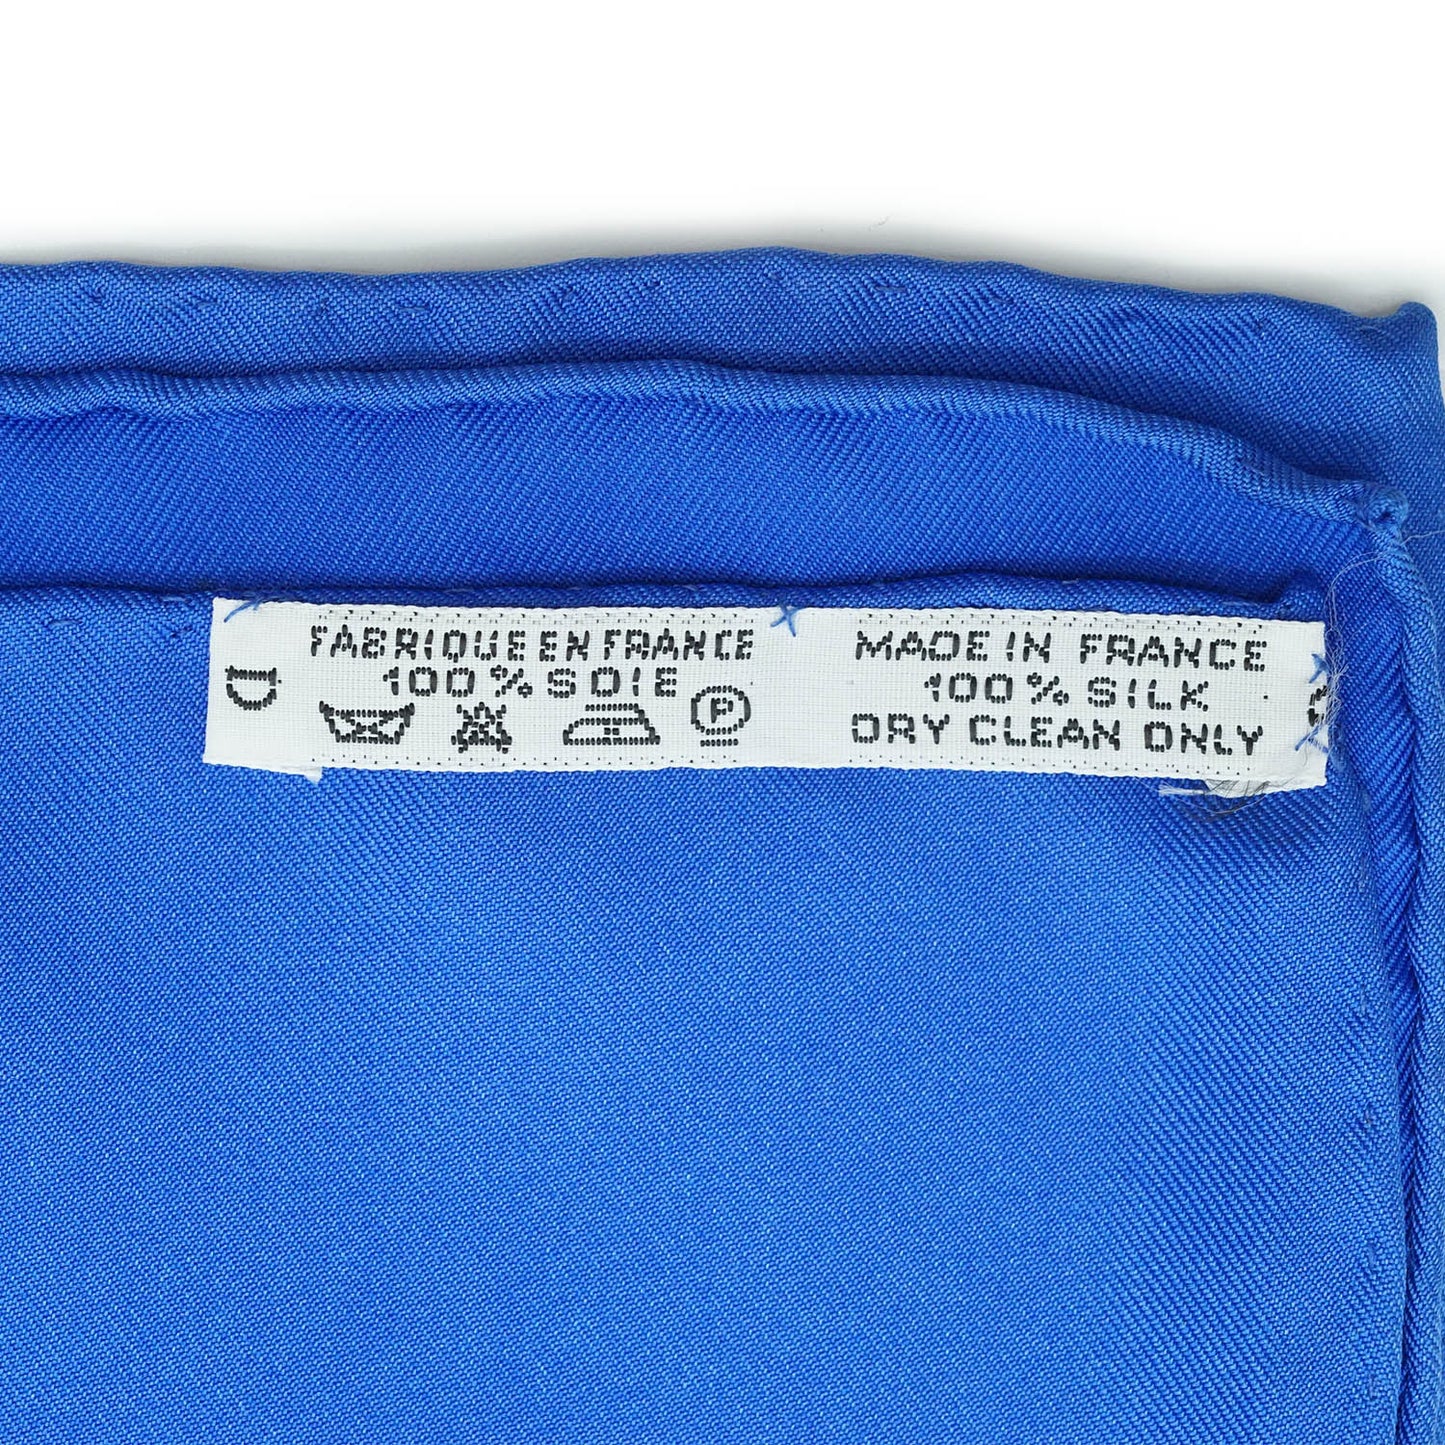 FABRIQUE EN FRANCE
100% SOIE
P
D
MADE IN FRANCE
100% SILK
DRY CLEAN ONLY